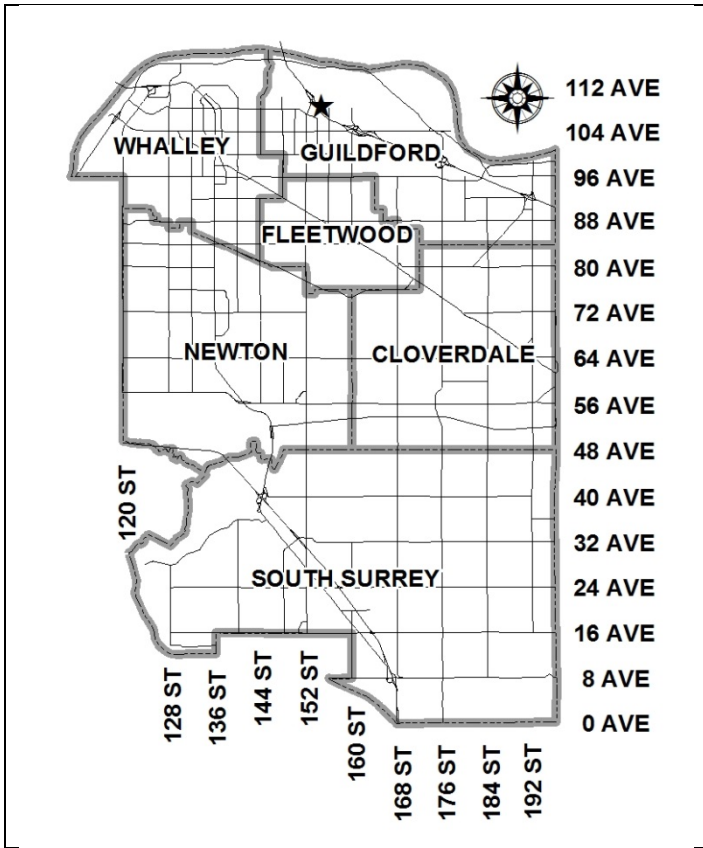 112 AVE
104 AVE
WHALLEY
GUILDFORD
96 AVE
88 AVE
FLEETWOOD
80 AVE
72 AVE
NEWTON
CLOVERDALE
64 AVE
56 AVE
48 AVE
120 ST
40 AVE
32 AVE
SOUTH SURREY
24 AVE
16 AVE
8 AVE
0 AVE
128 ST
136 ST
144 ST
152 ST
160 ST
168 ST
176 ST
184 ST
192 ST